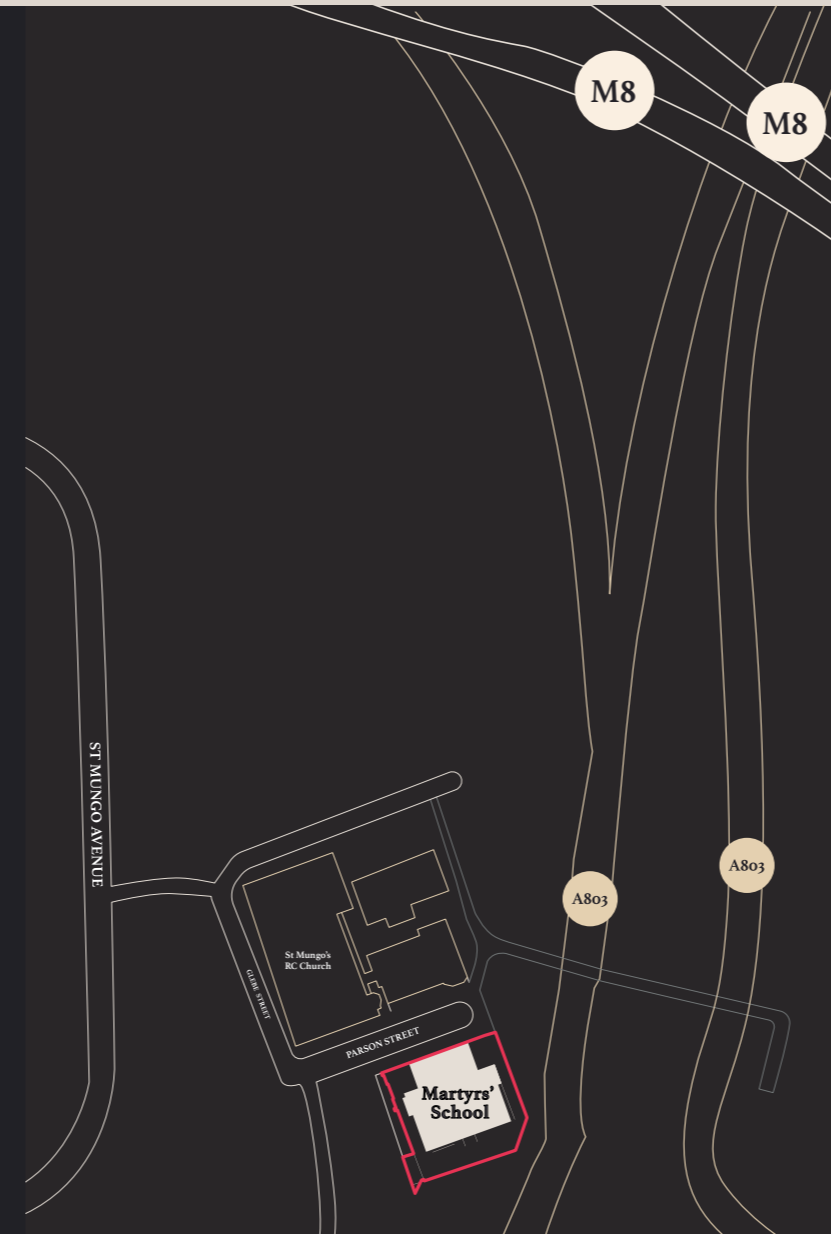 M8
M8
ST MUNGO AVENUE
A803
A803
St Mungo's
RC Church
GLEBE STREET
PARSON STREET
Martyrs’
School